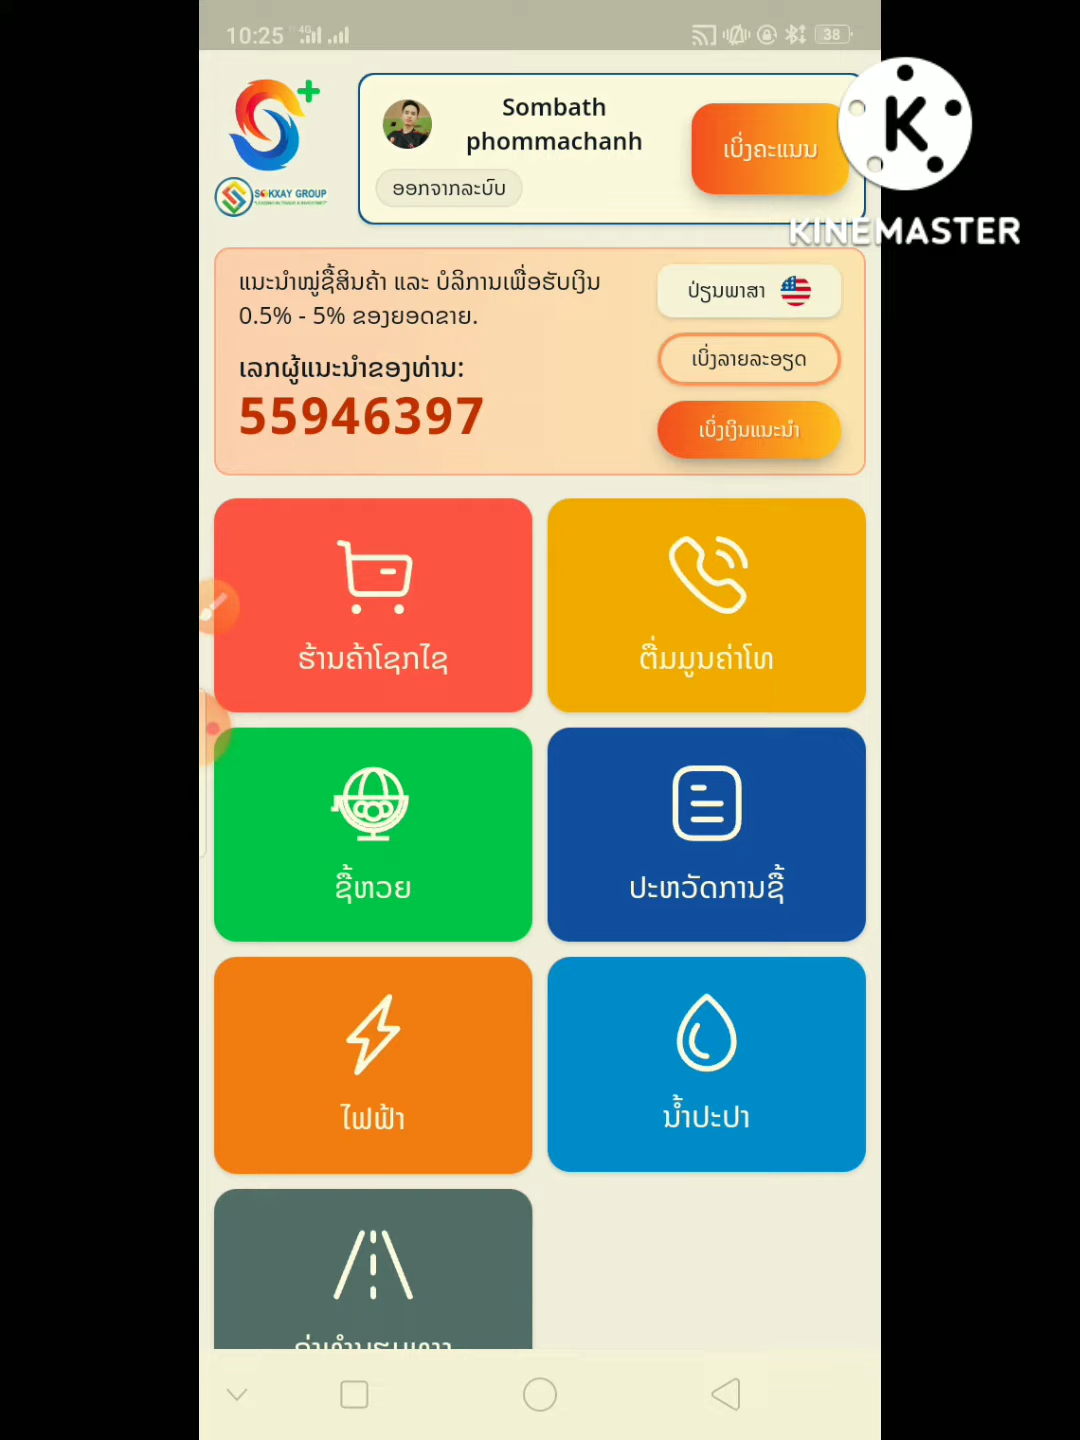 10:25
4G
38
Sombath
phommachanh
ເບິ່ງຄະແນນ
ອອກຈາກລະບົບ
SOKXAY GROUP
K
KINEMASTER
ແນະນຳໝູ່ຊື້ສິນຄ້າ ແລະ ບໍລິການເພື່ອຮັບເງິນ
0.5% - 5% ຂອງຍອດຂາຍ.
ປ່ຽນພາສາ
ເບິ່ງລາຍລະອຽດ
ເລກຜູ້ແນະນຳຂອງທ່ານ:
55946397
ເບິ່ງເງິນແນະນຳ
ຮ້ານຄ້າໂຊກໄຊ
ຕື່ມມູນຄ່າໂທ
ຊື້ຫວຍ
ປະຫວັດການຊື້
ໄຟຟ້າ
ນ້ຳປະປາ